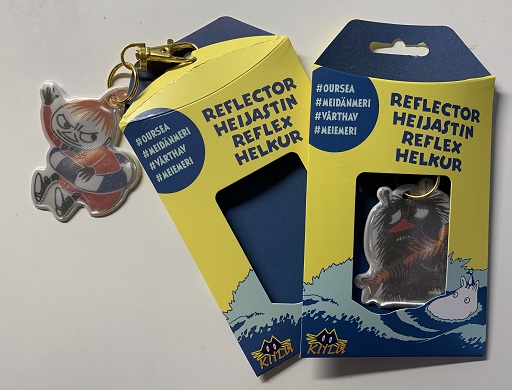 #OURSEA
#MEIDÄNMERI
#VÅRTHAV
#MEIEMERI
REFLECTOR
HEIJASTIN
REFLEX
HELKUR
#OURSEA
#MEIDÄNMERI
#VÅRTHAV
#MEIEMERI
REFLECTOR
HEIJASTIN
REFLEX
HELKUR